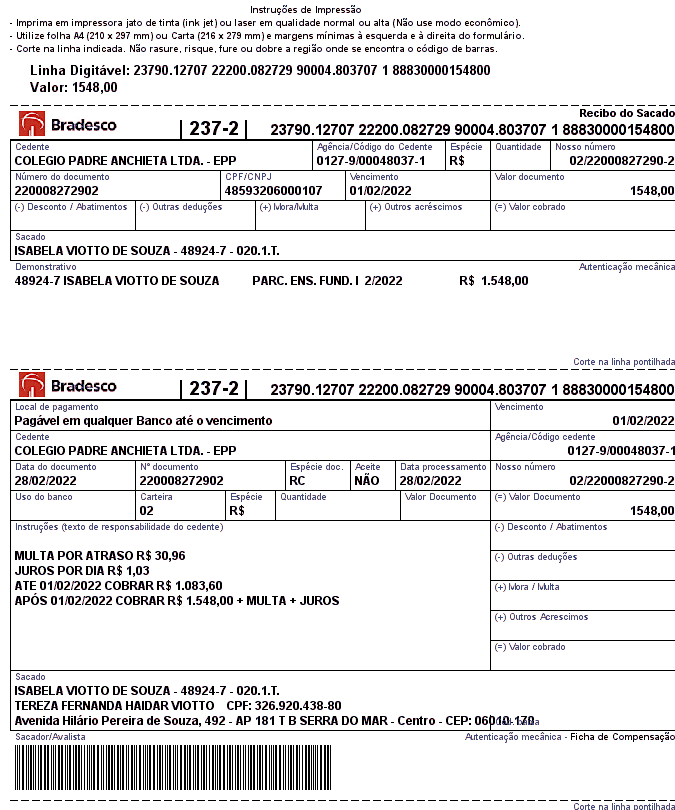 Instruções de Impressão
- Imprima em impressora jato de tinta (ink jet) ou laser em qualidade normal ou alta (Não use modo econômico).
- Utilize folha A4 (210 x 297 mm) ou Carta (216 x 279 mm) e margens mínimas à esquerda e à direita do formulário.
- Corte na linha indicada. Não rasure, risque, fure ou dobre a região onde se encontra o código de barras.
Linha Digitável: 23790.12707 22200.082729 90004.803707 1 88830000154800
Valor: 1548,00
Recibo do Sacado
Bradesco 237-2 23790.12707 22200.082729 90004.803707 1 88830000154800
Cedente Agência/Código do Cedente Espécie Quantidade Nosso número
COLEGIO PADRE ANCHIETA LTDA. - EPP 0127-9/00048037-1 R$ 02/22000827290-2
Número do documento CPF/CNPJ Vencimento Valor documento
220008272902 48593206000107 01/02/2022 1548,00
(-) Desconto / Abatimentos (-) Outras deduções (+) Mora/Multa (+) Outros acréscimos (=) Valor cobrado
Sacado
ISABELA VIOTTO DE SOUZA - 48924-7 - 020.1.T.
Demonstrativo Autenticação mecânica
48924-7 ISABELA VIOTTO DE SOUZA PARC. ENS. FUND. I 2/2022 R$ 1.548,00
Corte na linha pontilhada
Bradesco 237-2 23790.12707 22200.082729 90004.803707 1 88830000154800
Local de pagamento Vencimento
Pagável em qualquer Banco até o vencimento 01/02/2022
Cedente Agência/Código cedente
COLEGIO PADRE ANCHIETA LTDA. - EPP 0127-9/00048037-1
Data do documento Nº documento Espécie doc. Aceite Data processamento Nosso número
28/02/2022 220008272902 RC NÃO 28/02/2022 02/22000827290-2
Uso do banco Carteira Espécie Quantidade Valor Documento (=) Valor Documento
02 R$ 1548,00
Instruções (texto de responsabilidade do cedente) (-) Desconto / Abatimentos
MULTA POR ATRASO R$ 30,96
(-) Outras deduções
JUROS POR DIA R$ 1,03
ATE 01/02/2022 COBRAR R$ 1.083,60 (+) Mora / Multa
APÓS 01/02/2022 COBRAR R$ 1.548,00 + MULTA + JUROS
(+) Outros Acrescimos
(=) Valor cobrado
Sacado
ISABELA VIOTTO DE SOUZA - 48924-7 - 020.1.T.
TEREZA FERNANDA HAIDAR VIOTTO CPF: 326.920.438-80
Avenida Hilário Pereira de Souza, 492 - AP 181 T B SERRA DO MAR - Centro - CEP: 06010-170
Sacador/Avalista Autenticação mecânica - Ficha de Compensação
Corte na linha pontilhada